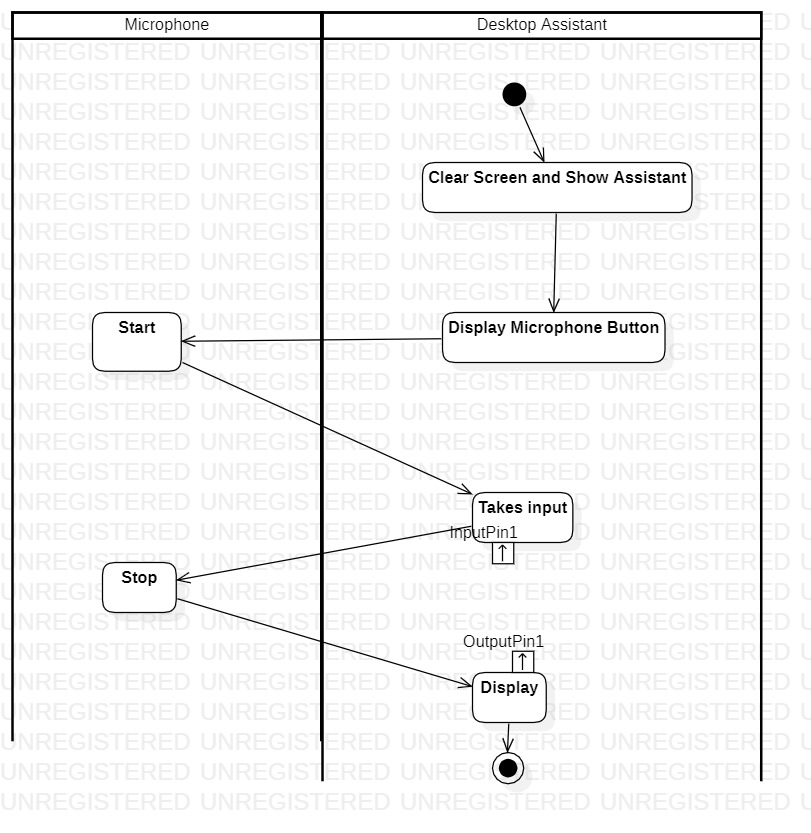 Microphone
Desktop Assistant
Clear Screen and Show Assistant
Start
Display Microphone Button
Takes input
InputPin1
Stop
OutputPin1
Display
UNREGISTERED